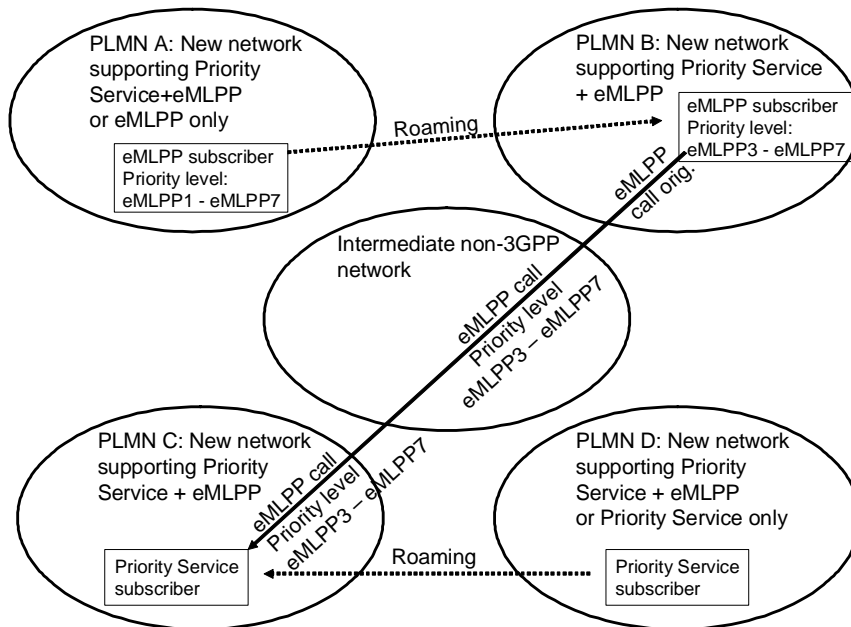 PLMN A: New network
supporting Priority
Service+eMLPP
or eMLPP only
eMLPP subscriber
Priority level:
eMLPP1 - eMLPP7
Roaming
PLMN B: New network
supporting Priority Service
+ eMLPP
eMLPP subscriber
Priority level:
eMLPP3 - eMLPP7
eMLPP
call orig.
Intermediate non-3GPP
network
eMLPP call
Priority level
eMLPP3 – eMLPP7
PLMN C: New network
supporting Priority
Service + eMLPP
eMLPP call
Priority level
eMLPP3 – eMLPP7
Priority Service
subscriber
Roaming
PLMN D: New network
supporting Priority
Service + eMLPP
or Priority Service only
Priority Service
subscriber